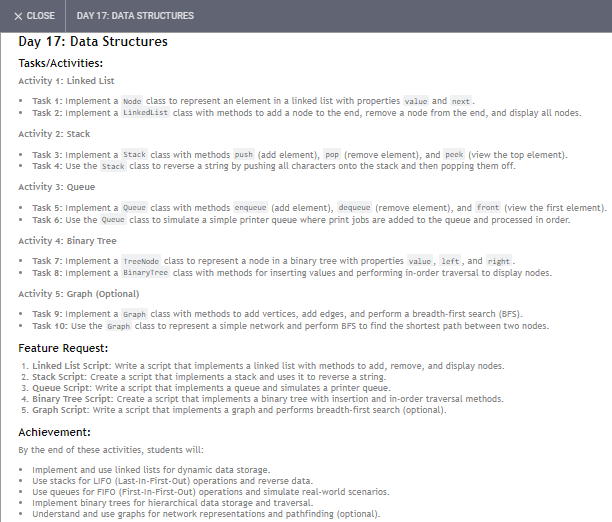 × CLOSE DAY 17: DATA STRUCTURES
Day 17: Data Structures
Tasks/Activities:
Activity 1: Linked List
• Task 1: Implement a Node class to represent an element in a linked list with properties value and next.
• Task 2: Implement a LinkedList class with methods to add a node to the end, remove a node from the end, and display all nodes.
Activity 2: Stack
• Task 3: Implement a Stack class with methods push (add element), pop (remove element), and peek (view the top element).
• Task 4: Use the Stack class to reverse a string by pushing all characters onto the stack and then popping them off.
Activity 3: Queue
• Task 5: Implement a Queue class with methods enqueue (add element), dequeue (remove element), and front (view the first element).
• Task 6: Use the Queue class to simulate a simple printer queue where print jobs are added to the queue and processed in order.
Activity 4: Binary Tree
• Task 7: Implement a TreeNode class to represent a node in a binary tree with properties value, left, and right.
• Task 8: Implement a BinaryTree class with methods for inserting values and performing in-order traversal to display nodes.
Activity 5: Graph (Optional)
• Task 9: Implement a Graph class with methods to add vertices, add edges, and perform a breadth-first search (BFS).
• Task 10: Use the Graph class to represent a simple network and perform BFS to find the shortest path between two nodes.
Feature Request:
1. Linked List Script: Write a script that implements a linked list with methods to add, remove, and display nodes.
2. Stack Script: Create a script that implements a stack and uses it to reverse a string.
3. Queue Script: Write a script that implements a queue and simulates a printer queue.
4. Binary Tree Script: Create a script that implements a binary tree with insertion and in-order traversal methods.
5. Graph Script: Write a script that implements a graph and performs breadth-first search (optional).
Achievement:
By the end of these activities, students will:
• Implement and use linked lists for dynamic data storage.
• Use stacks for LIFO (Last-In-First-Out) operations and reverse data.
• Use queues for FIFO (First-In-First-Out) operations and simulate real-world scenarios.
• Implement binary trees for hierarchical data storage and traversal.
• Understand and use graphs for network representations and pathfinding (optional).